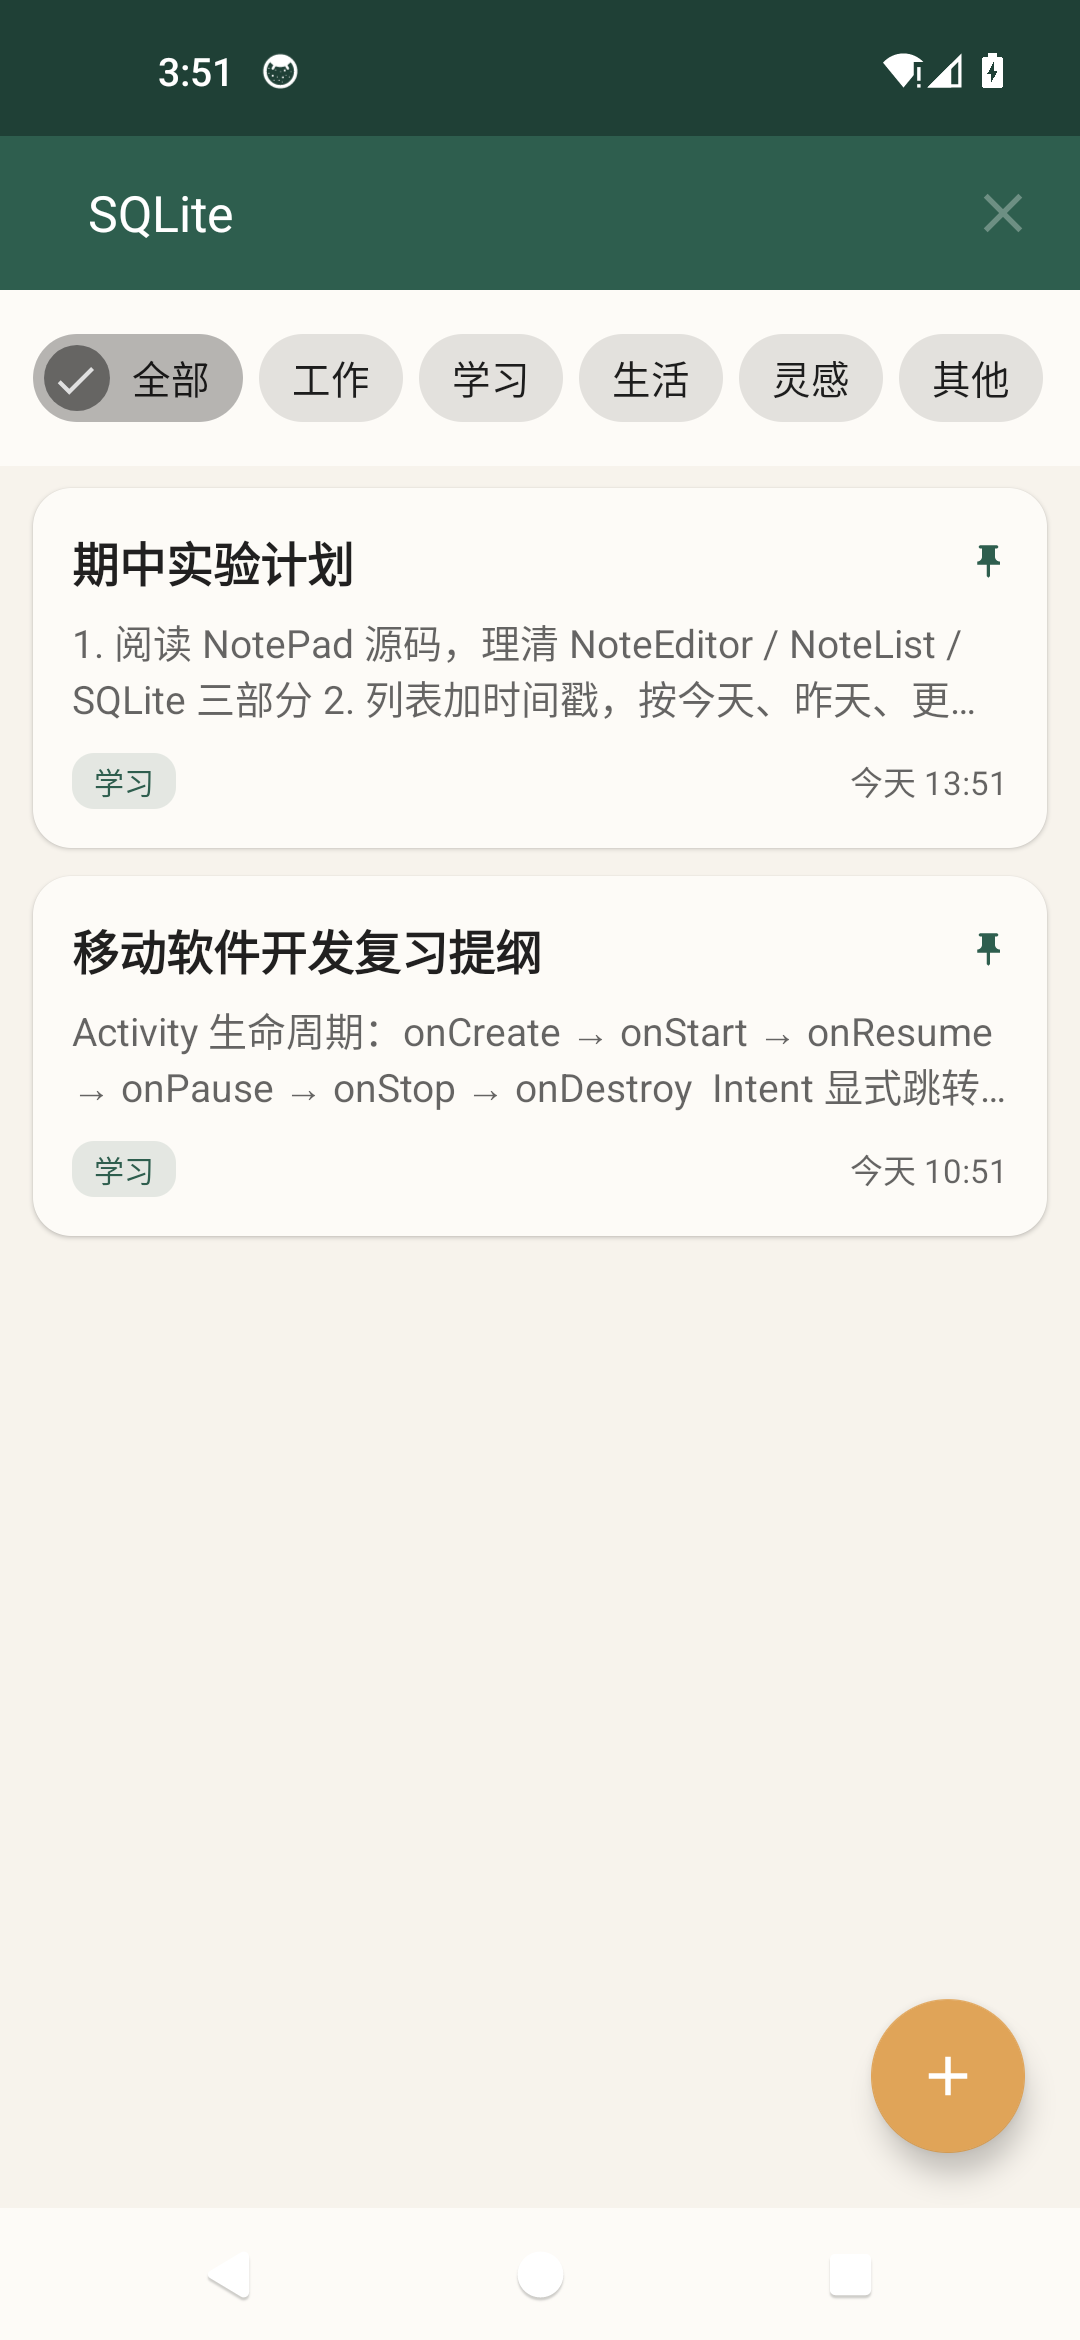 3:51
SQLite
全部
工作
学习
生活
灵感
其他
期中实验计划
1. 阅读 NotePad 源码，理清 NoteEditor / NoteList /
SQLite 三部分 2. 列表加时间戳，按今天、昨天、更...
学习
今天 13:51
移动软件开发复习提纲
Activity 生命周期：onCreate → onStart → onResume
→ onPause → onStop → onDestroy Intent 显式跳转...
学习
今天 10:51